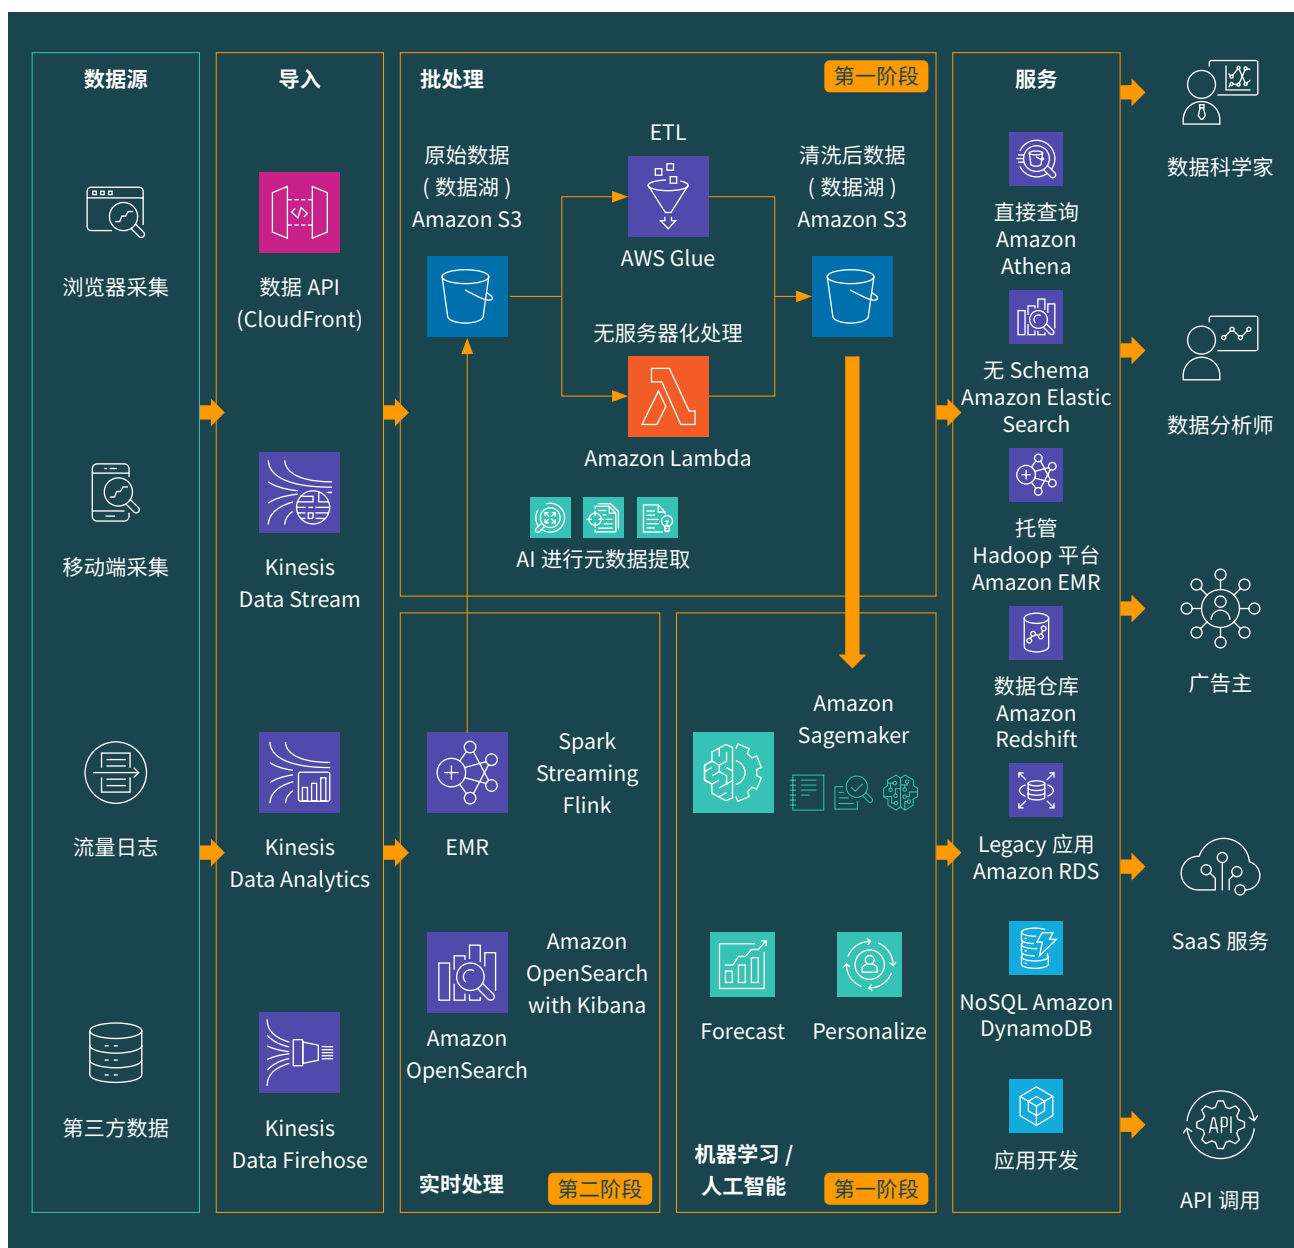 数据源
浏览器采集
移动端采集
流量日志
第三方数据
导入
数据 API
(CloudFront)
Kinesis
Data Stream
Kinesis
Data Analytics
Kinesis
Data Firehose
批处理
第一阶段
原始数据
( 数据湖 )
Amazon S3
ETL
AWS Glue
无服务器化处理
Amazon Lambda
清洗后数据
( 数据湖 )
Amazon S3
AI 进行元数据提取
EMR
Spark
Streaming
Flink
Amazon
OpenSearch
Amazon
OpenSearch
with Kibana
实时处理
第二阶段
Amazon
Sagemaker
Forecast
Personalize
机器学习 /
人工智能
第一阶段
服务
直接查询
Amazon
Athena
无 Schema
Amazon Elastic
Search
托管
Hadoop 平台
Amazon EMR
数据仓库
Amazon
Redshift
Legacy 应用
Amazon RDS
NoSQL Amazon
DynamoDB
应用开发
数据科学家
数据分析师
广告主
SaaS 服务
API
API 调用